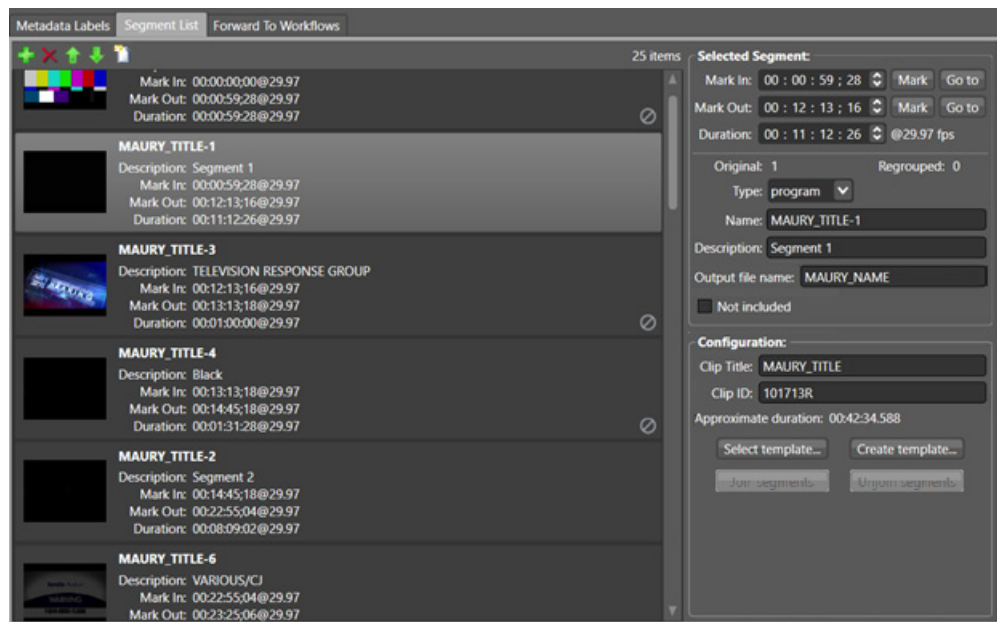 Metadata Labels Segment List Forward To Workflows
25 items
Mark In: 00:00:00;00@29.97
Mark Out: 00:00:59;28@29.97
Duration: 00:00:59:28@29.97
MAURY_TITLE-1
Description: Segment 1
Mark In: 00:00:59;28@29.97
Mark Out: 00:12:13;16@29.97
Duration: 00:11:12:26@29.97
MAURY_TITLE-3
Description: TELEVISION RESPONSE GROUP
Mark In: 00:12:13;16@29.97
Mark Out: 00:13:13;18@29.97
Duration: 00:01:00:00@29.97
MAURY_TITLE-4
Description: Black
Mark In: 00:13:13;18@29.97
Mark Out: 00:14:45;18@29.97
Duration: 00:01:31:28@29.97
MAURY_TITLE-2
Description: Segment 2
Mark In: 00:14:45;18@29.97
Mark Out: 00:22:55;04@29.97
Duration: 00:08:09:02@29.97
MAURY_TITLE-6
Description: VARIOUS/CJ
Mark In: 00:22:55;04@29.97
Mark Out: 00:23:25;06@29.97
WARNING
Selected Segment:
Mark In: 00 : 00 : 59 ; 28 Mark Go to
Mark Out: 00 : 12 : 13 ; 16 Mark Go to
Duration: 00 : 11 : 12 : 26 @29.97 fps
Original: 1 Regrouped: 0
Type: program
Name: MAURY_TITLE-1
Description: Segment 1
Output file name: MAURY_NAME
Not included
Configuration:
Clip Title: MAURY_TITLE
Clip ID: 101713R
Approximate duration: 00:42:34.588
Select template... Create template...
Join segments Unjoin segments